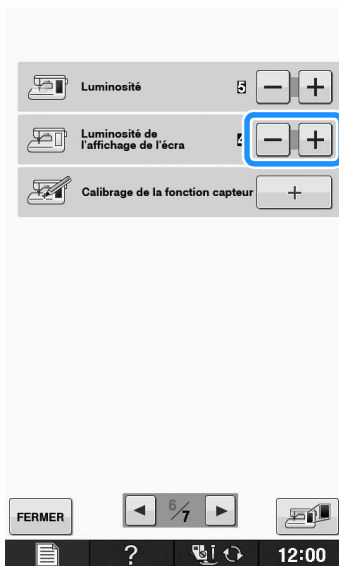 Luminosité 5 − +
Luminosité de
l'affichage de l'écra − +
Calibrage de la fonction capteur +
FERMER 6/7
? 12:00